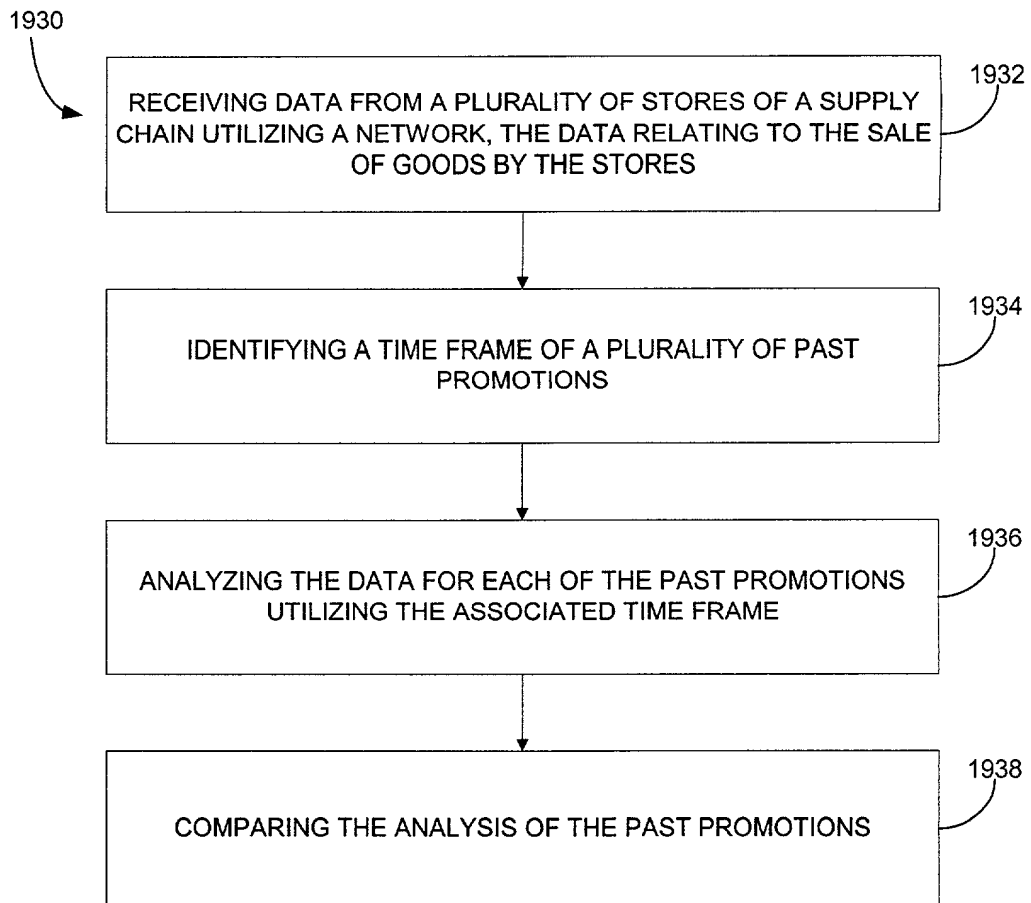 1930
1932
RECEIVING DATA FROM A PLURALITY OF STORES OF A SUPPLY
CHAIN UTILIZING A NETWORK, THE DATA RELATING TO THE SALE
OF GOODS BY THE STORES
1934
IDENTIFYING A TIME FRAME OF A PLURALITY OF PAST
PROMOTIONS
1936
ANALYZING THE DATA FOR EACH OF THE PAST PROMOTIONS
UTILIZING THE ASSOCIATED TIME FRAME
1938
COMPARING THE ANALYSIS OF THE PAST PROMOTIONS